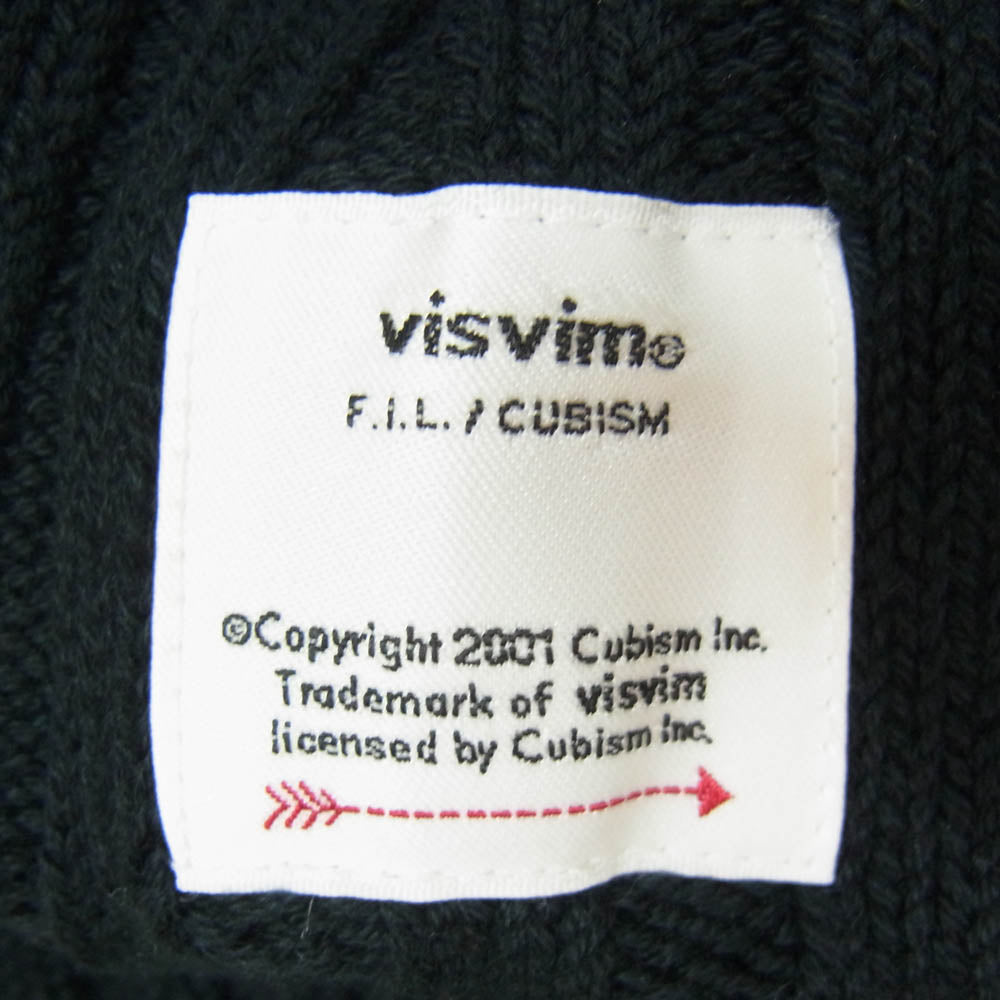 visvim®
F.I.L. / CUBISM
©Copyright 2001 Cubism Inc.
Trademark of visvim
licensed by Cubism Inc.